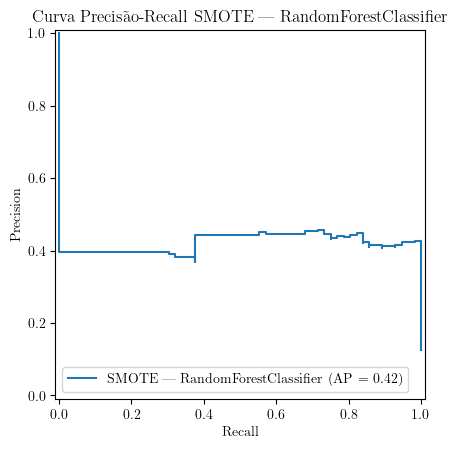 Curva Precisão-Recall SMOTE — RandomForestClassifier
1.0
0.8
0.6
0.4
0.2
0.0
Precision
SMOTE — RandomForestClassifier (AP = 0.42)
0.0 0.2 0.4 0.6 0.8 1.0
Recall